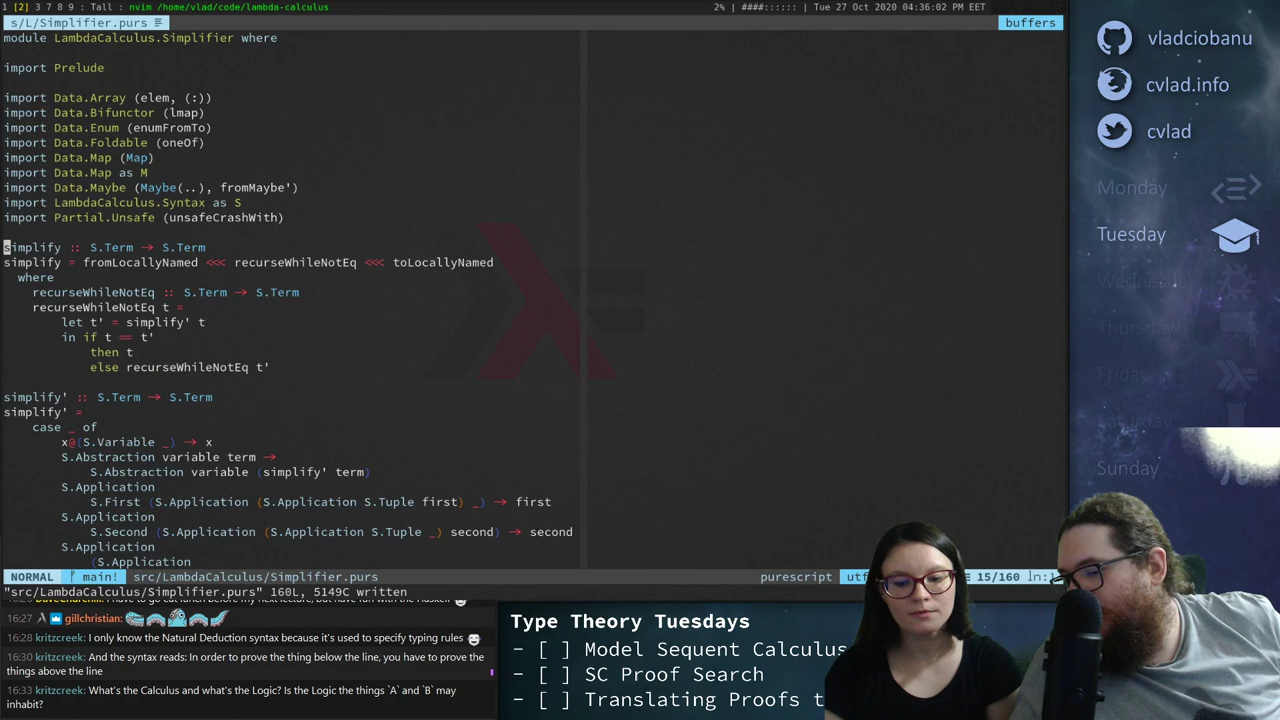 1 [2] 3 7 8 9 : Tall : nvim /home/vlad/code/lambda-calculus
2% | ####:::::: | Tue 27 Oct 2020 04:36:02 PM EET
s/L/Simplifier.purs
buffers
module LambdaCalculus.Simplifier where
import Prelude
import Data.Array (elem, (:))
import Data.Bifunctor (lmap)
import Data.Enum (enumFromTo)
import Data.Foldable (oneOf)
import Data.Map (Map)
import Data.Map as M
import Data.Maybe (Maybe(..), fromMaybe')
import LambdaCalculus.Syntax as S
import Partial.Unsafe (unsafeCrashWith)
simplify :: S.Term → S.Term
simplify = fromLocallyNamed <<< recurseWhileNotEq <<< toLocallyNamed
where
recurseWhileNotEq :: S.Term → S.Term
recurseWhileNotEq t =
let t' = simplify' t
in if t == t'
then t
else recurseWhileNotEq t'
simplify' :: S.Term → S.Term
simplify' =
case _ of
x@(S.Variable _) → x
S.Abstraction variable term →
S.Abstraction variable (simplify' term)
S.Application
S.First (S.Application (S.Application S.Tuple first) _) → first
S.Application
S.Second (S.Application (S.Application S.Tuple _) second) → second
S.Application
(S.Application
NORMAL main! src/LambdaCalculus/Simplifier.purs
purescript utf 15/160 ln:
"src/LambdaCalculus/Simplifier.purs" 160L, 5149C written
16:27 gillchristian:
16:28 kritzcreek: I only know the Natural Deduction syntax because it's used to specify typing rules
16:30 kritzcreek: And the syntax reads: In order to prove the thing below the line, you have to prove the
things above the line
16:33 kritzcreek: What's the Calculus and what's the Logic? Is the Logic the things `A` and `B` may
inhabit?
Type Theory Tuesdays
- [ ] Model Sequent Calculus
- [ ] SC Proof Search
- [ ] Translating Proofs t
vladciobanu
cvlad.info
cvlad
Monday
Tuesday
Wednesday
Thursday
Friday
Saturday
Sunday